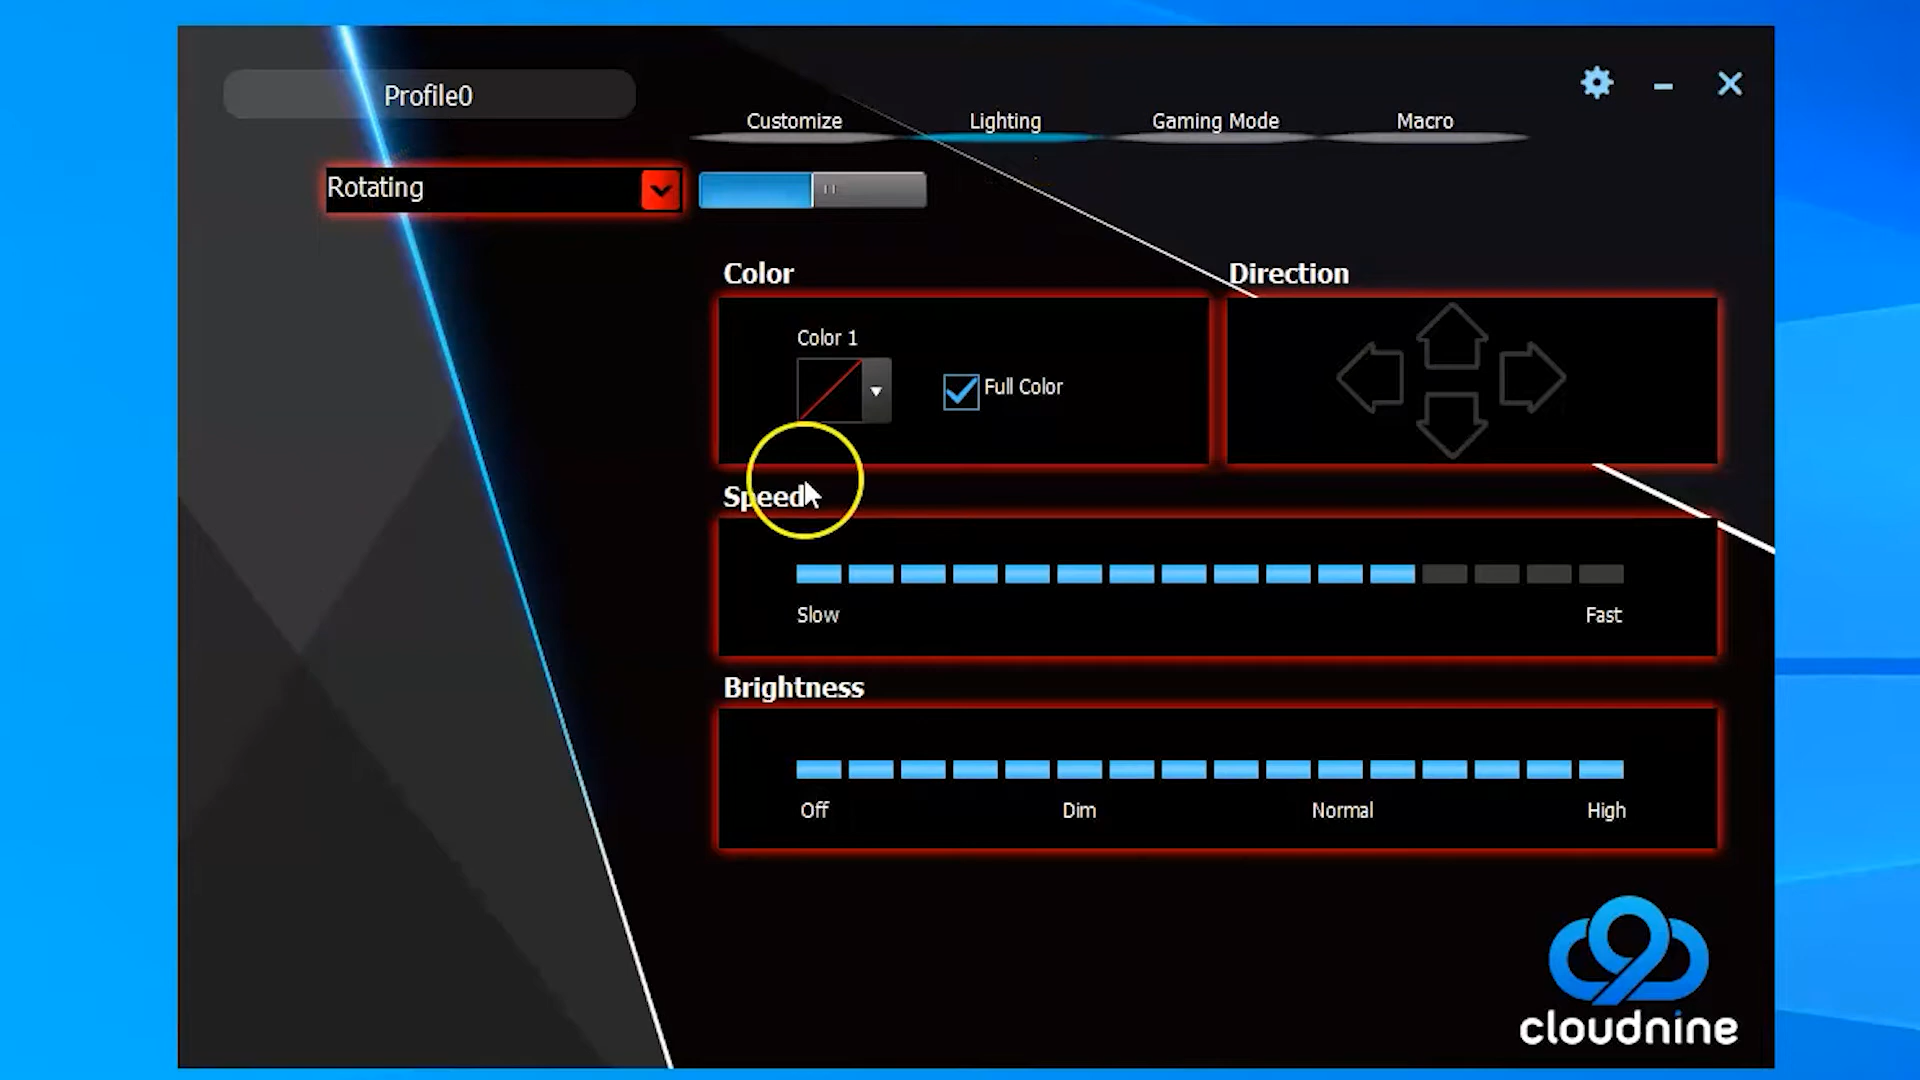 Profile0
Customize
Lighting
Gaming Mode
Macro
Rotating
Color
Direction
Color 1
Full Color
Speed
Slow
Fast
Brightness
Off
Dim
Normal
High
cloudnine